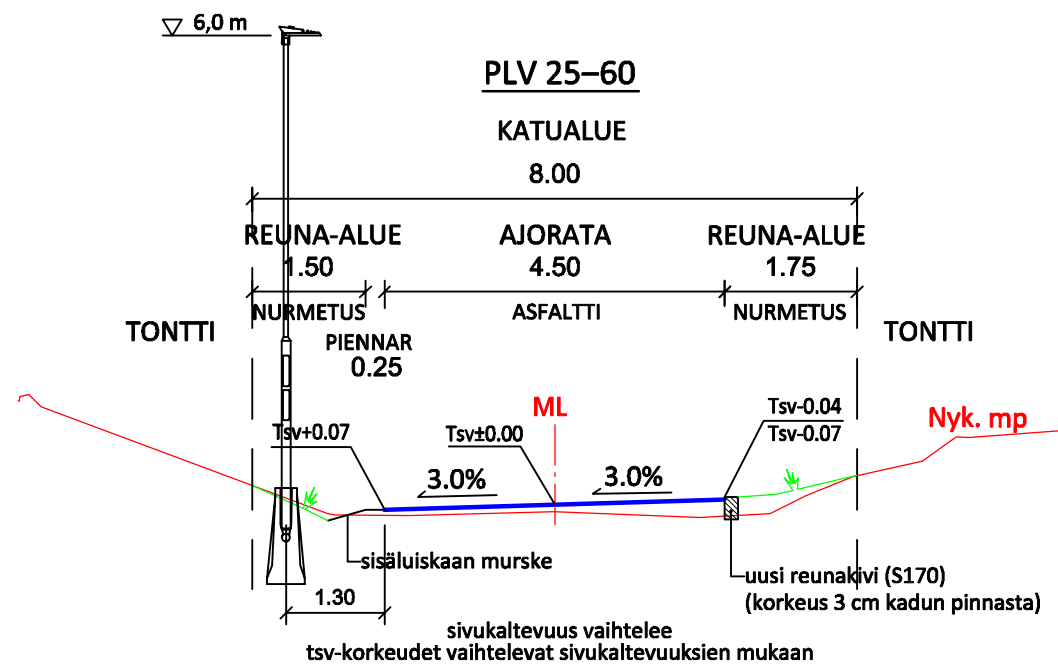 6,0 m
PLV 25–60
KATUALUE
8.00
REUNA-ALUE
AJORATA
REUNA-ALUE
1.50
4.50
1.75
NURMETUS
ASFALTTI
NURMETUS
TONTTI
TONTTI
PIENNAR
0.25
ML
Tsv-0.04
Tsv-0.07
Nyk. mp
Tsv+0.07
Tsv±0.00
3.0%
3.0%
sisäluiskaan murske
uusi reunakivi (S170)
(korkeus 3 cm kadun pinnasta)
1.30
sivukaltevuus vaihtelee
tsv-korkeudet vaihtelevat sivukaltevuuksien mukaan